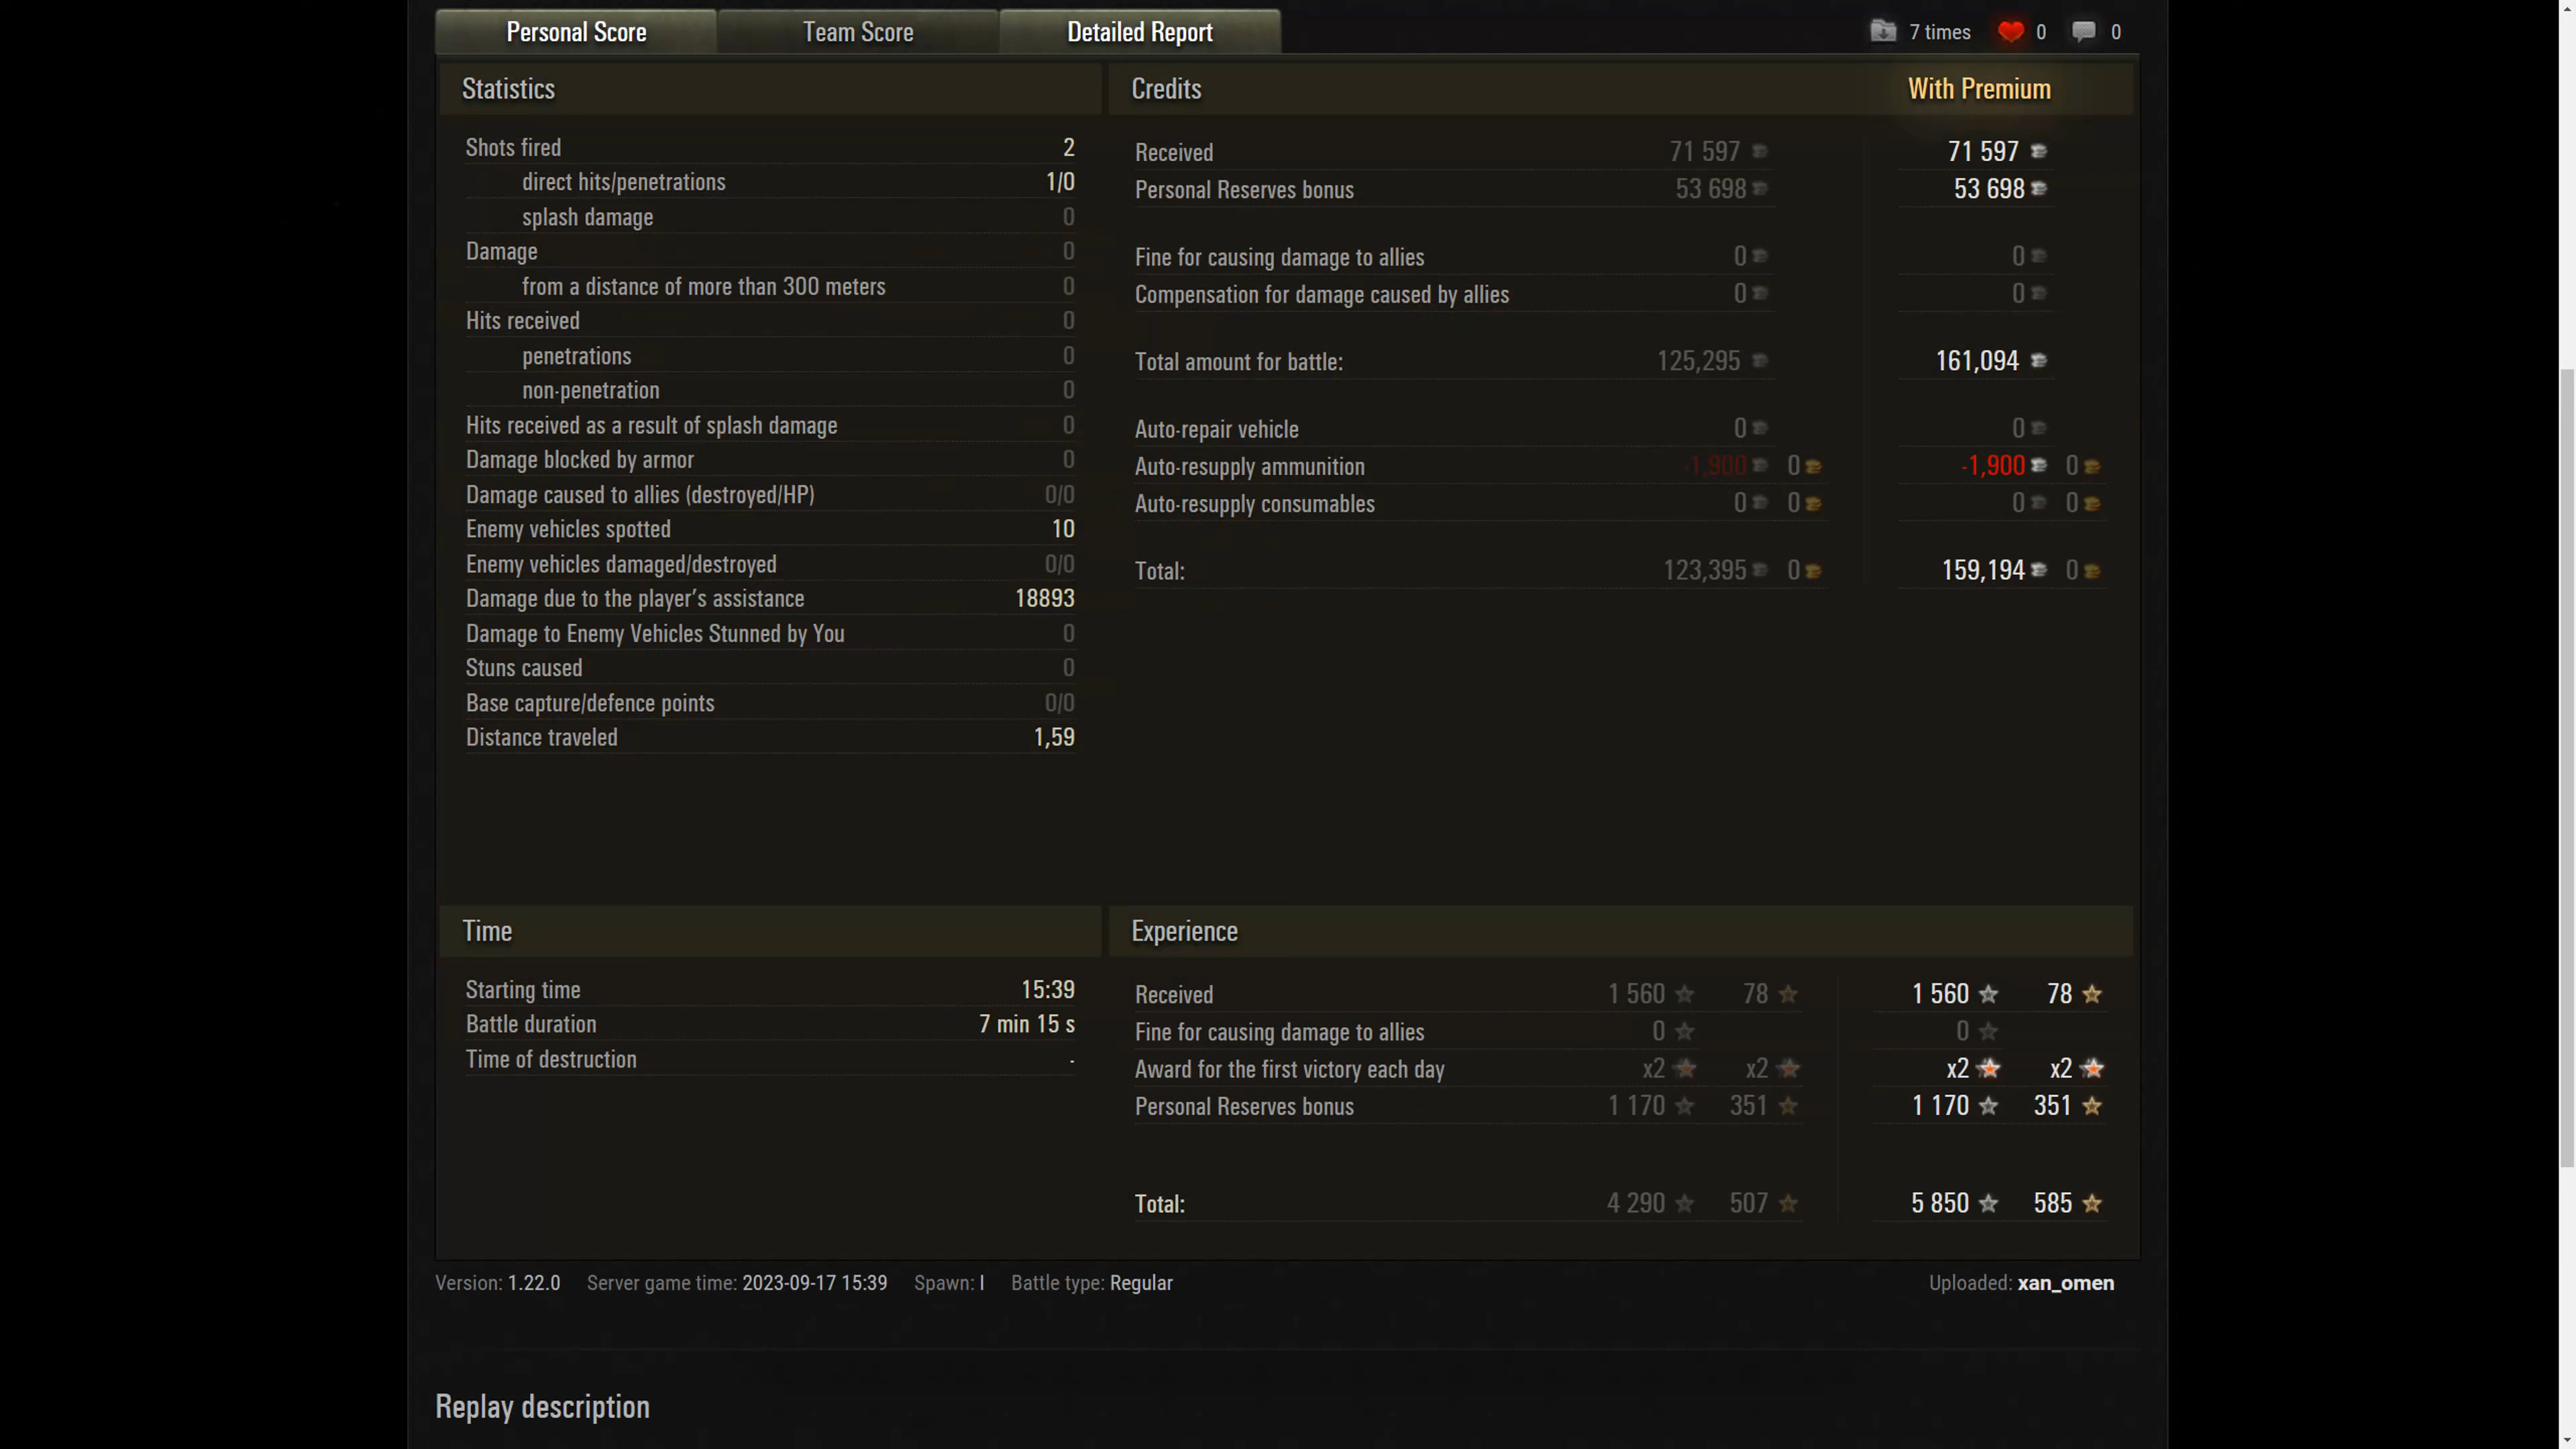 Personal Score Team Score Detailed Report 7 times 0 0
Statistics
Shots fired 2
direct hits/penetrations 1/0
splash damage 0
Damage 0
from a distance of more than 300 meters 0
Hits received 0
penetrations 0
non-penetration 0
Hits received as a result of splash damage 0
Damage blocked by armor 0
Damage caused to allies (destroyed/HP) 0/0
Enemy vehicles spotted 10
Enemy vehicles damaged/destroyed 0/0
Damage due to the player's assistance 18893
Damage to Enemy Vehicles Stunned by You 0
Stuns caused 0
Base capture/defence points 0/0
Distance traveled 1,59
Credits With Premium
Received 71 597 71 597
Personal Reserves bonus 53 698 53 698
Fine for causing damage to allies 0 0
Compensation for damage caused by allies 0 0
Total amount for battle: 125,295 161,094
Auto-repair vehicle 0 0
Auto-resupply ammunition -1,900 0 -1,900 0
Auto-resupply consumables 0 0 0 0
Total: 123,395 0 159,194 0
Time
Starting time 15:39
Battle duration 7 min 15 s
Time of destruction -
Experience
Received 1 560 78 1 560 78
Fine for causing damage to allies 0 0
Award for the first victory each day x2 x2 x2 x2
Personal Reserves bonus 1 170 351 1 170 351
Total: 4 290 507 5 850 585
Version: 1.22.0 Server game time: 2023-09-17 15:39 Spawn: I Battle type: Regular Uploaded: xan_omen
Replay description